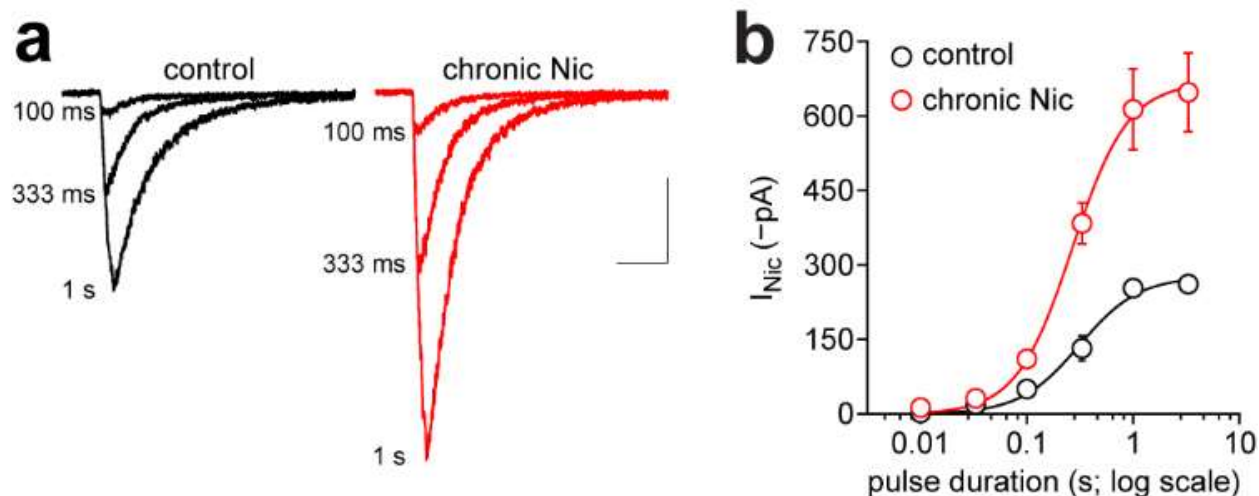 a
control
100 ms
333 ms
1 s
chronic Nic
100 ms
333 ms
1 s
b
control
chronic Nic
750
600
450
300
150
0
I_Nic (−pA)
0.01 0.1 1 10
pulse duration (s; log scale)